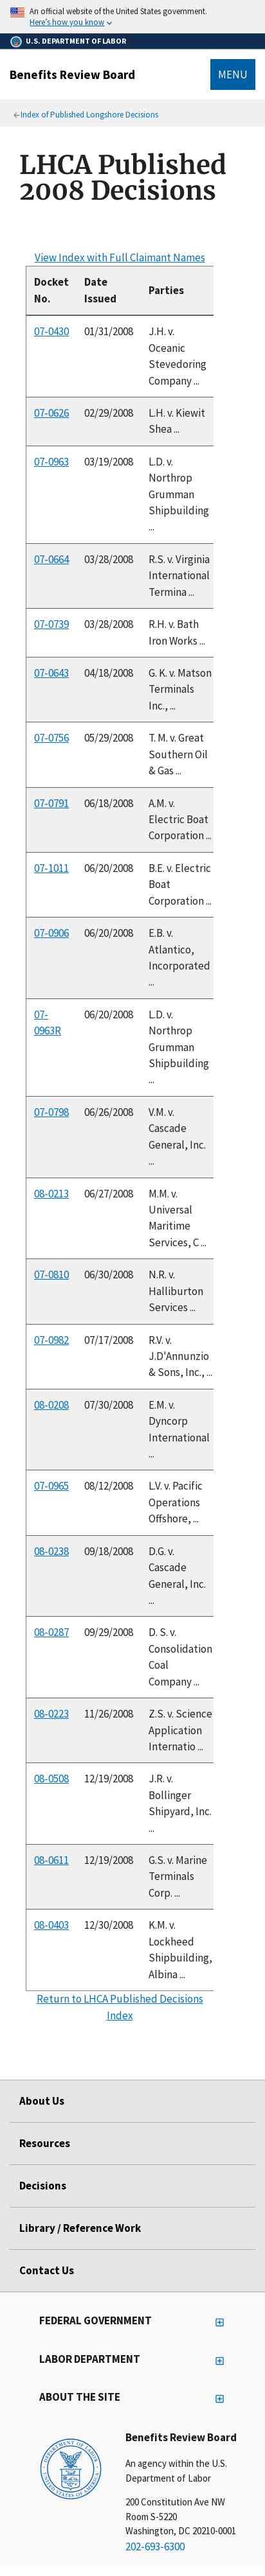 An official website of the United States government.
Here's how you know
U.S. DEPARTMENT OF LABOR
Benefits Review Board
MENU
Index of Published Longshore Decisions
LHCA Published
2008 Decisions
View Index with Full Claimant Names
Docket No. Date Issued Parties
07-0430 01/31/2008 J.H. v. Oceanic Stevedoring Company ...
07-0626 02/29/2008 L.H. v. Kiewit Shea ...
07-0963 03/19/2008 L.D. v. Northrop Grumman Shipbuilding ...
07-0664 03/28/2008 R.S. v. Virginia International Termina ...
07-0739 03/28/2008 R.H. v. Bath Iron Works ...
07-0643 04/18/2008 G. K. v. Matson Terminals Inc., ...
07-0756 05/29/2008 T. M. v. Great Southern Oil & Gas ...
07-0791 06/18/2008 A.M. v. Electric Boat Corporation ...
07-1011 06/20/2008 B.E. v. Electric Boat Corporation ...
07-0906 06/20/2008 E.B. v. Atlantico, Incorporated ...
07-0963R 06/20/2008 L.D. v. Northrop Grumman Shipbuilding ...
07-0798 06/26/2008 V.M. v. Cascade General, Inc. ...
08-0213 06/27/2008 M.M. v. Universal Maritime Services, C ...
07-0810 06/30/2008 N.R. v. Halliburton Services ...
07-0982 07/17/2008 R.V. v. J.D'Annunzio & Sons, Inc., ...
08-0208 07/30/2008 E.M. v. Dyncorp International ...
07-0965 08/12/2008 L.V. v. Pacific Operations Offshore, ...
08-0238 09/18/2008 D.G. v. Cascade General, Inc. ...
08-0287 09/29/2008 D. S. v. Consolidation Coal Company ...
08-0223 11/26/2008 Z.S. v. Science Application Internatio ...
08-0508 12/19/2008 J.R. v. Bollinger Shipyard, Inc. ...
08-0611 12/19/2008 G.S. v. Marine Terminals Corp. ...
08-0403 12/30/2008 K.M. v. Lockheed Shipbuilding, Albina ...
Return to LHCA Published Decisions
Index
About Us
Resources
Decisions
Library / Reference Work
Contact Us
FEDERAL GOVERNMENT
LABOR DEPARTMENT
ABOUT THE SITE
DEPARTMENT OF LABOR
UNITED STATES OF AMERICA
Benefits Review Board
An agency within the U.S.
Department of Labor
200 Constitution Ave NW
Room S-5220
Washington, DC 20210-0001
202-693-6300